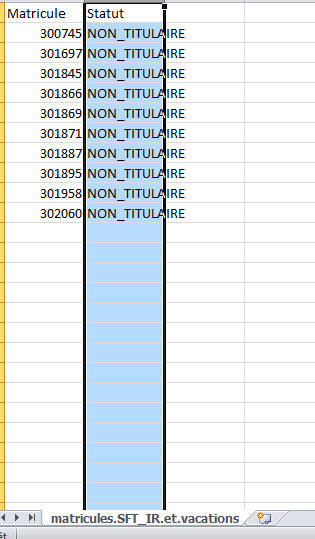 Matricule Statut
300745 NON_TITULAIRE
301697 NON_TITULAIRE
301845 NON_TITULAIRE
301866 NON_TITULAIRE
301869 NON_TITULAIRE
301871 NON_TITULAIRE
301887 NON_TITULAIRE
301895 NON_TITULAIRE
301958 NON_TITULAIRE
302060 NON_TITULAIRE
matricules.SFT_IR.et.vacations